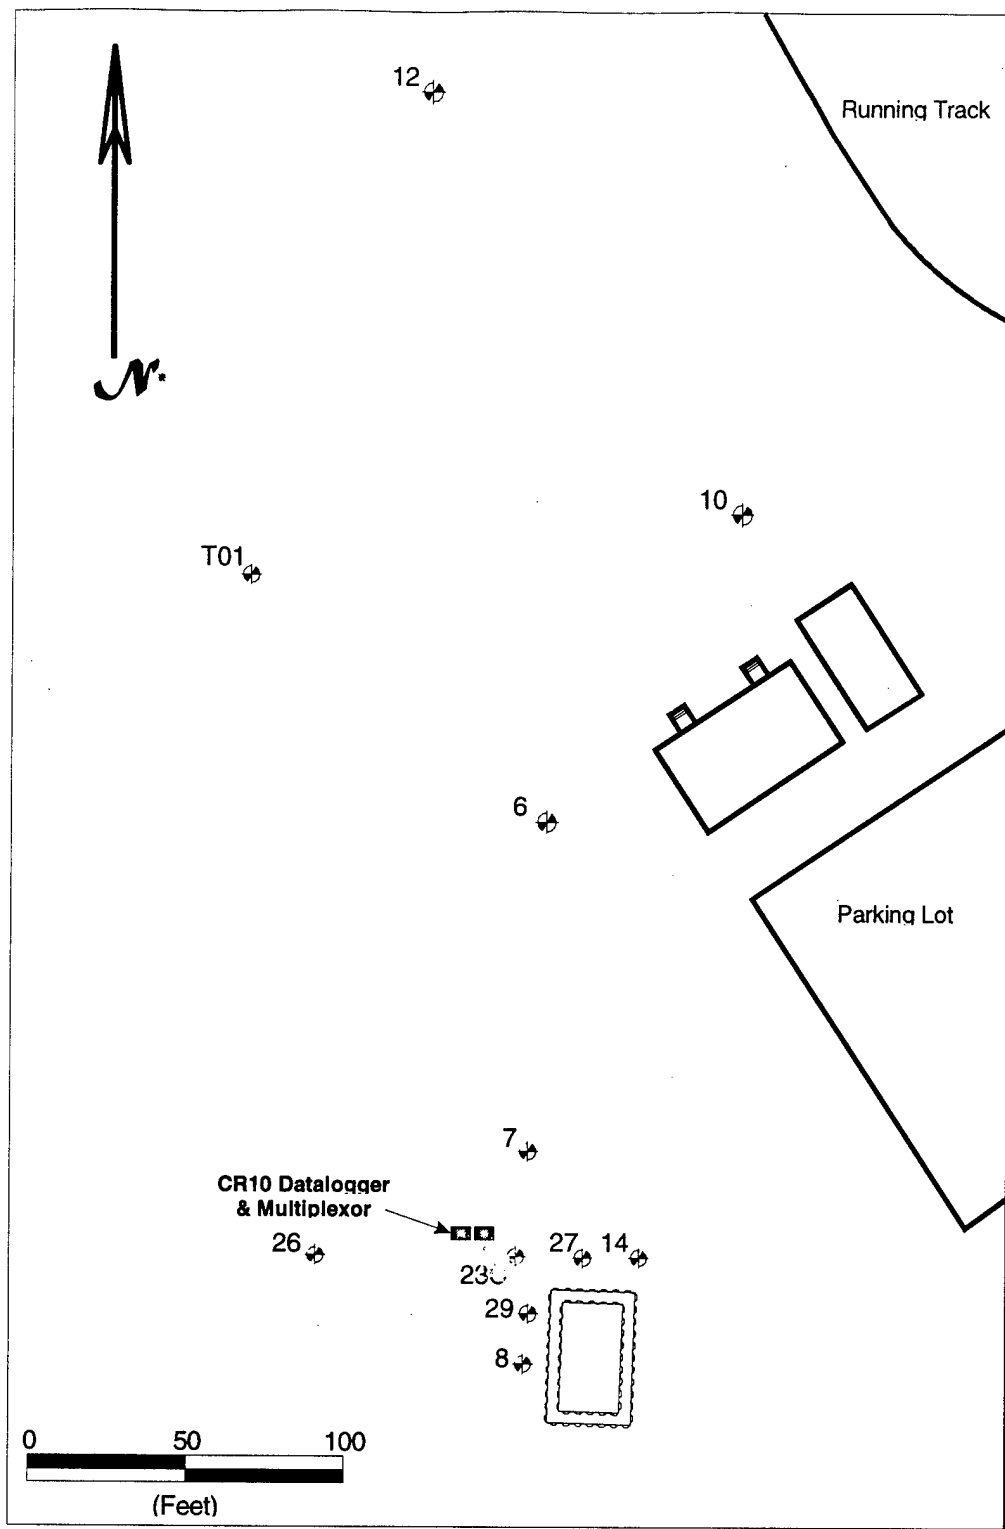 12
Running Track
N
10
T01
6
Parking Lot
7
CR10 Datalogger
& Multiplexor
26
27
14
29
8
0 50 100
(Feet)